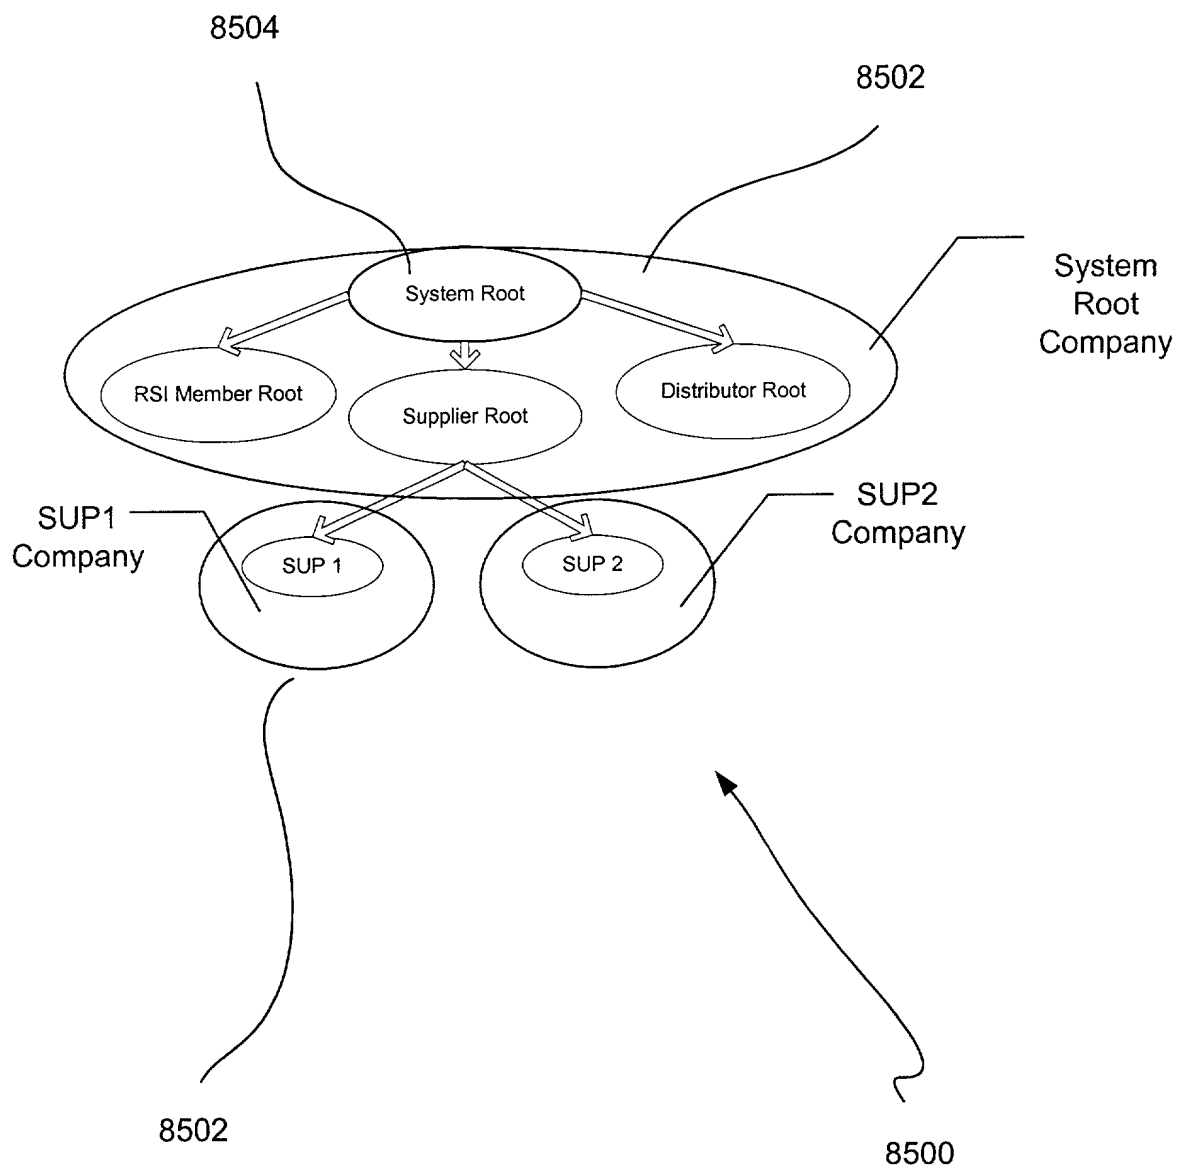 8504
8502
System Root
System
Root
Company
RSI Member Root
Supplier Root
Distributor Root
SUP1
Company
SUP2
Company
SUP 1
SUP 2
8502
8500